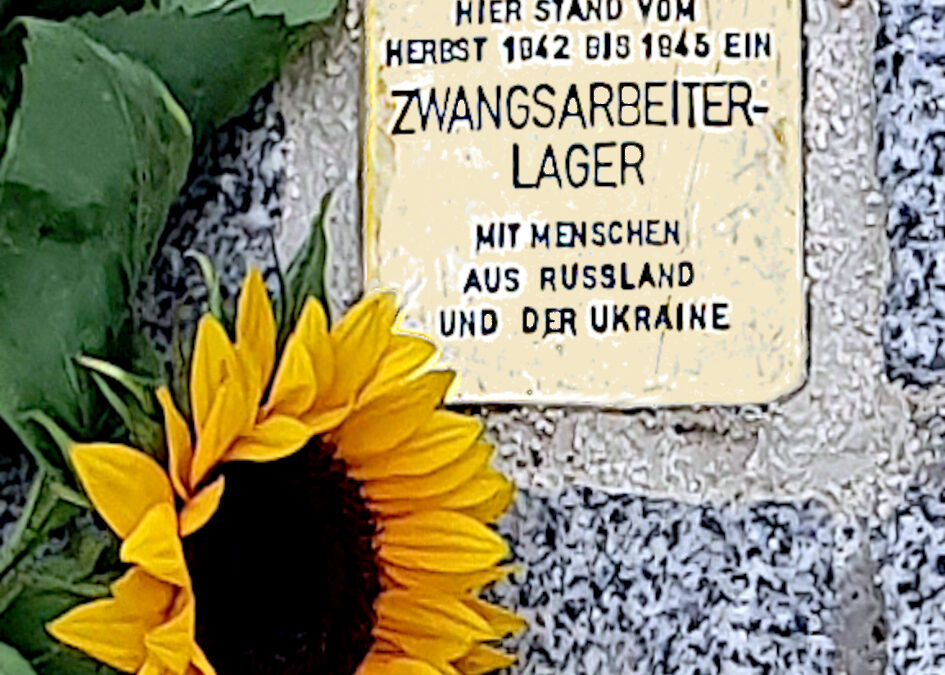 HIER STAND VOM
HERBST 1942 BIS 1945 EIN
ZWANGSARBEITER-
LAGER
MIT MENSCHEN
AUS RUSSLAND
UND DER UKRAINE